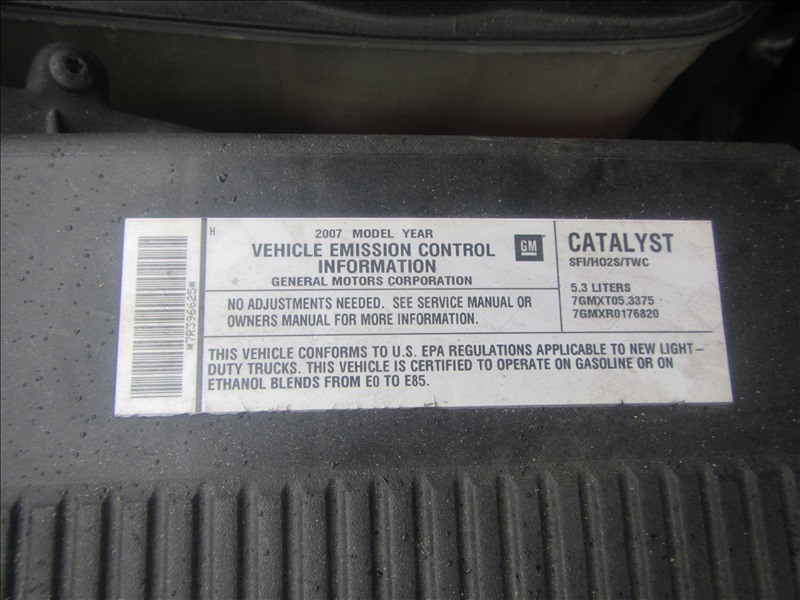 *7R396625*
H
2007 MODEL YEAR
VEHICLE EMISSION CONTROL
INFORMATION
GENERAL MOTORS CORPORATION
GM
NO ADJUSTMENTS NEEDED. SEE SERVICE MANUAL OR
OWNERS MANUAL FOR MORE INFORMATION.
CATALYST
SFI/HO2S/TWC
5.3 LITERS
7GMXT05.3375
7GMXR0176820
THIS VEHICLE CONFORMS TO U.S. EPA REGULATIONS APPLICABLE TO NEW LIGHT–
DUTY TRUCKS. THIS VEHICLE IS CERTIFIED TO OPERATE ON GASOLINE OR ON
ETHANOL BLENDS FROM E0 TO E85.